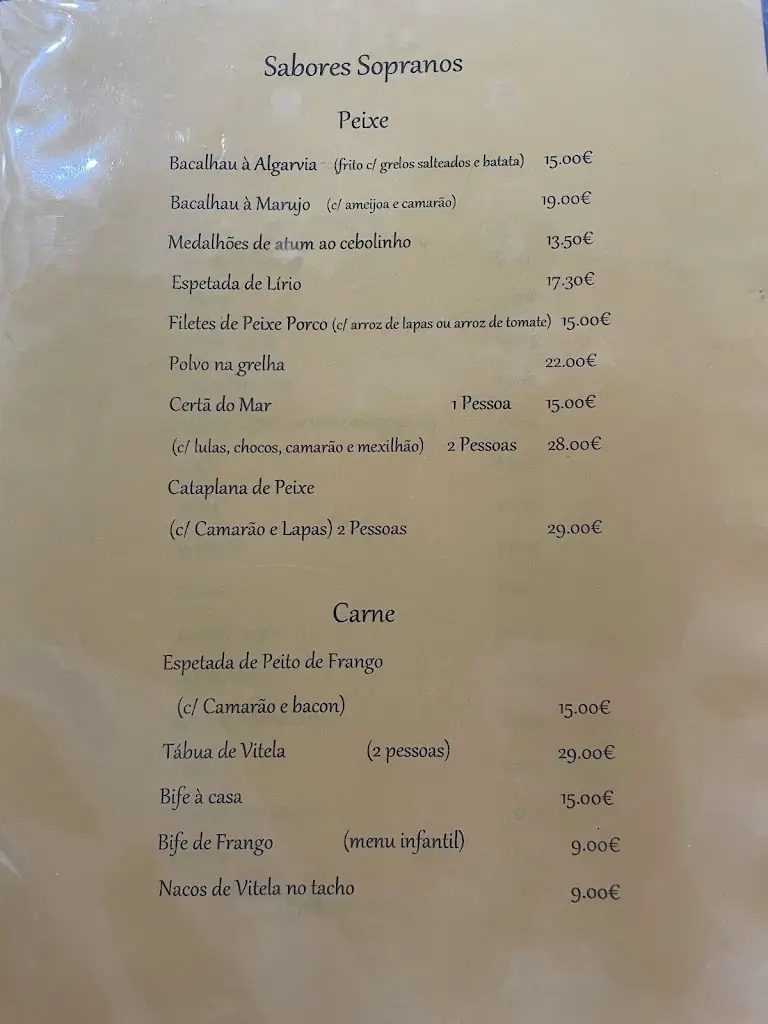 Sabores Sopranos
Peixe
Bacalhau à Algarvia (frito c/ grelos salteados e batata) 15.00€
Bacalhau à Marujo (c/ ameijoa e camarão) 19.00€
Medalhões de atum ao cebolinho 13.50€
Espetada de Lírio 17.30€
Filetes de Peixe Porco (c/ arroz de lapas ou arroz de tomate) 15.00€
Polvo na grelha 22.00€
Certã do Mar 1 Pessoa 15.00€
(c/ lulas, chocos, camarão e mexilhão) 2 Pessoas 28.00€
Cataplana de Peixe
(c/ Camarão e Lapas) 2 Pessoas 29.00€
Carne
Espetada de Peito de Frango
(c/ Camarão e bacon) 15.00€
Tábua de Vitela (2 pessoas) 29.00€
Bife à casa 15.00€
Bife de Frango (menu infantil) 9.00€
Nacos de Vitela no tacho 9.00€